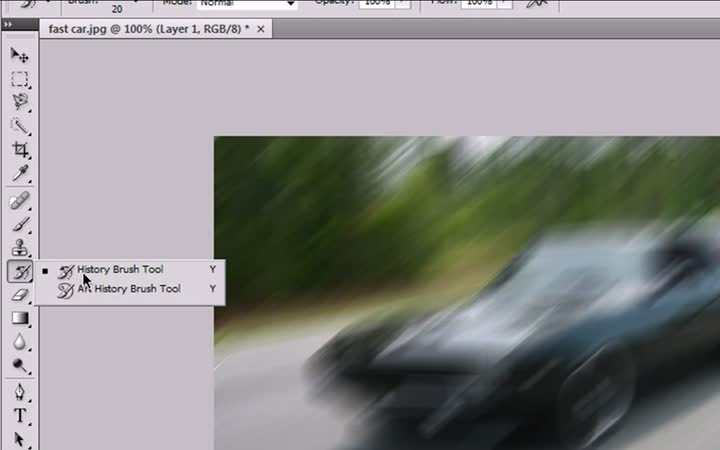 Brush: 20 Mode: Normal Opacity: 100% Flow: 100%
fast car.jpg @ 100% (Layer 1, RGB/8) *
History Brush Tool Y
Art History Brush Tool Y
T